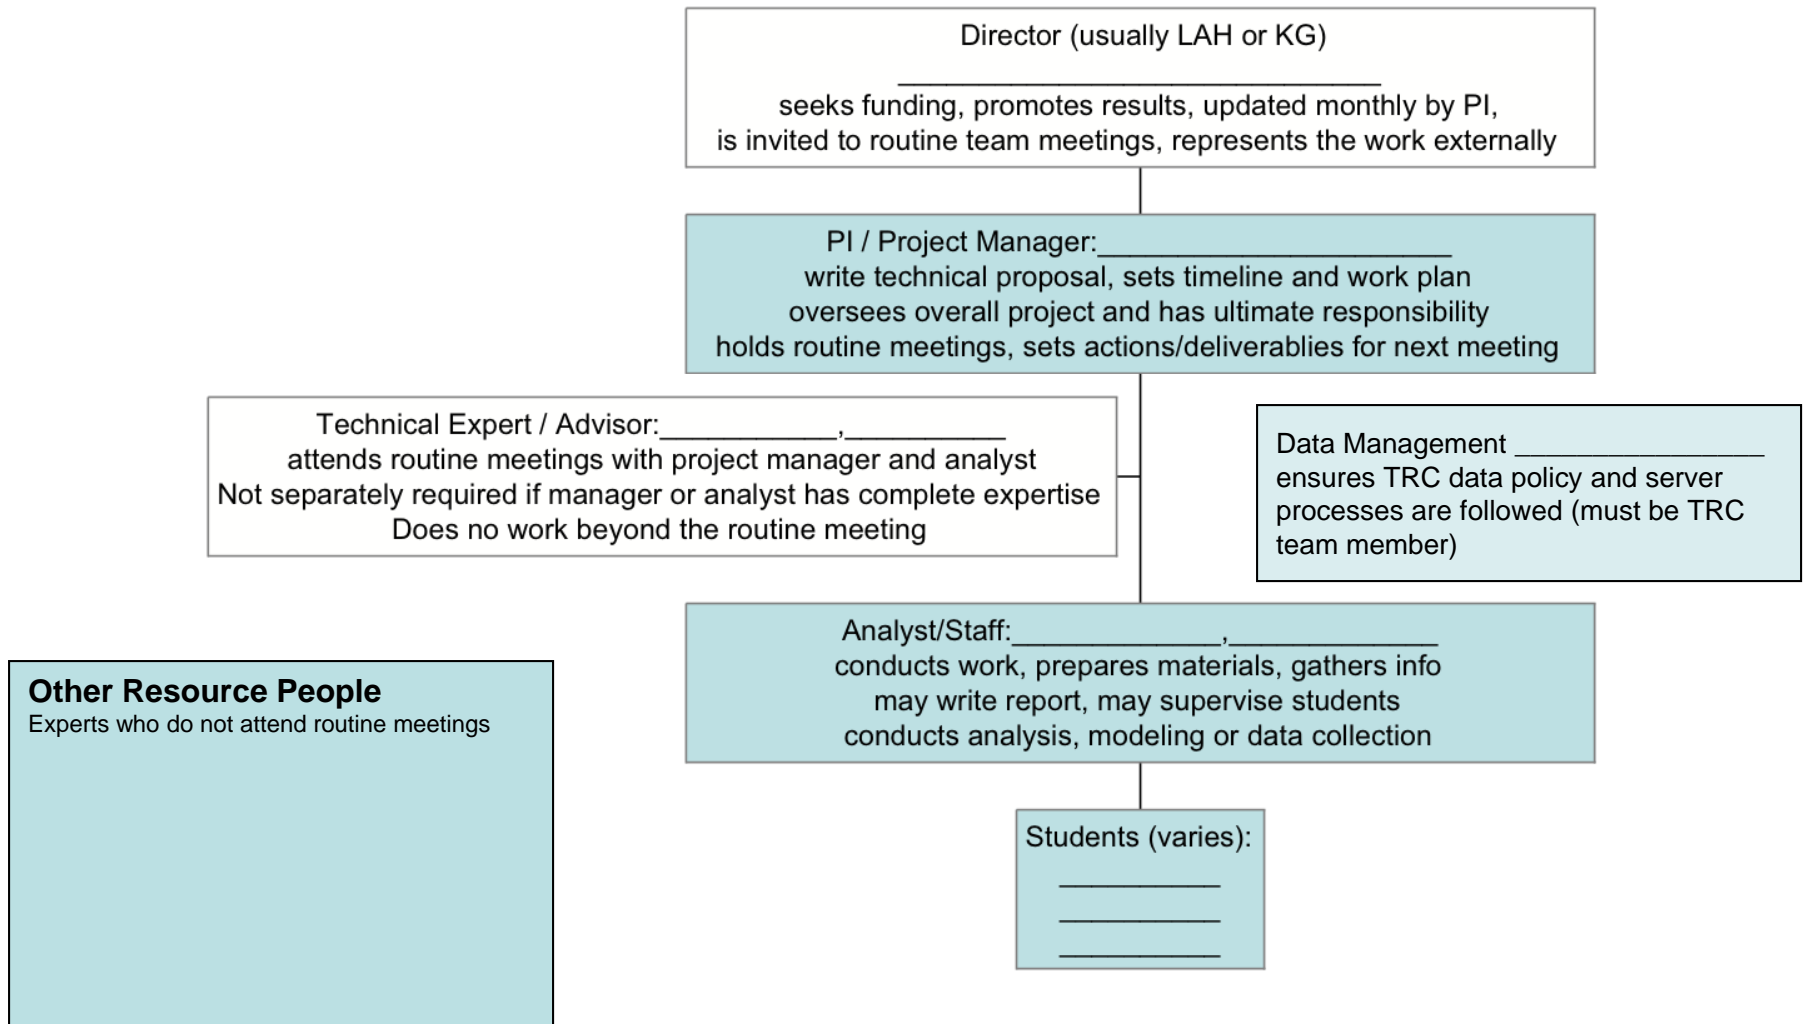 Director (usually LAH or KG)
______________________________
seeks funding, promotes results, updated monthly by PI,
is invited to routine team meetings, represents the work externally
PI / Project Manager:______________________
write technical proposal, sets timeline and work plan
oversees overall project and has ultimate responsibility
holds routine meetings, sets actions/deliverablies for next meeting
Technical Expert / Advisor:___________,__________
attends routine meetings with project manager and analyst
Not separately required if manager or analyst has complete expertise
Does no work beyond the routine meeting
Data Management ________________
ensures TRC data policy and server
processes are followed (must be TRC
team member)
Analyst/Staff:_____________,_____________
conducts work, prepares materials, gathers info
may write report, may supervise students
conducts analysis, modeling or data collection
Other Resource People
Experts who do not attend routine meetings
Students (varies):
__________
__________
__________